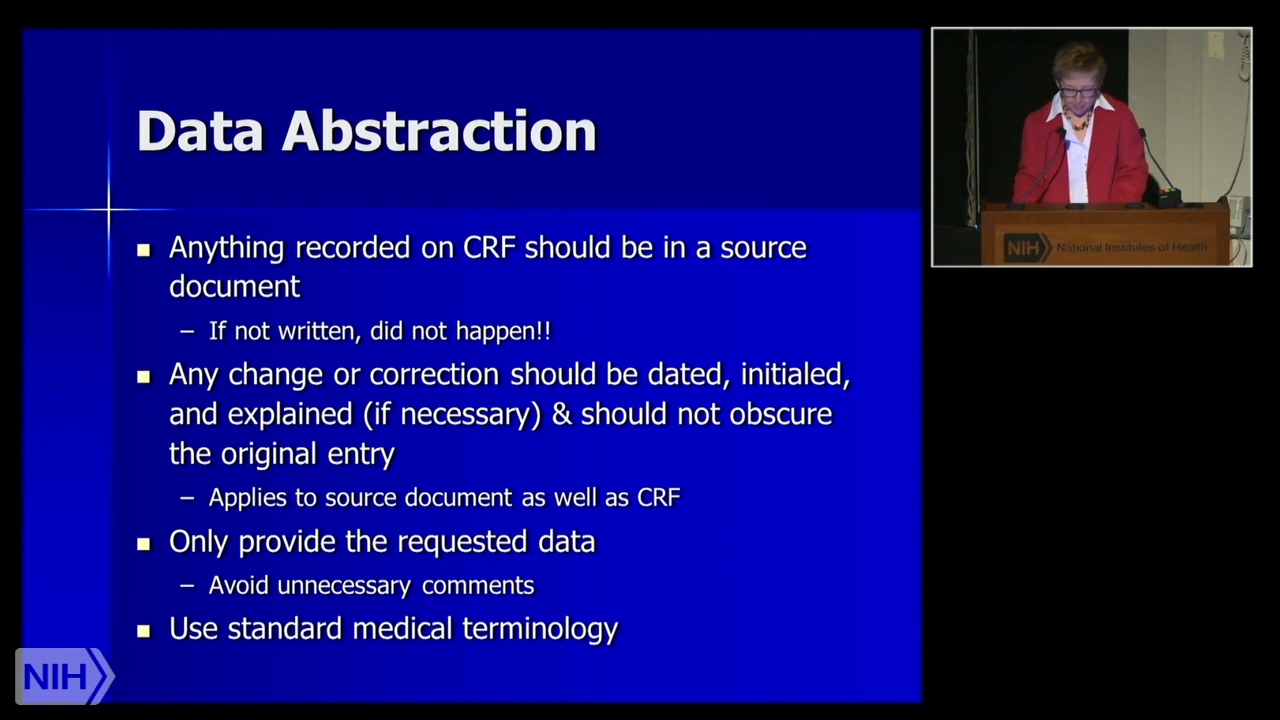 Data Abstraction
Anything recorded on CRF should be in a source
document
– If not written, did not happen!!
Any change or correction should be dated, initialed,
and explained (if necessary) & should not obscure
the original entry
– Applies to source document as well as CRF
Only provide the requested data
– Avoid unnecessary comments
Use standard medical terminology
NIH
NIH National Institutes of Health